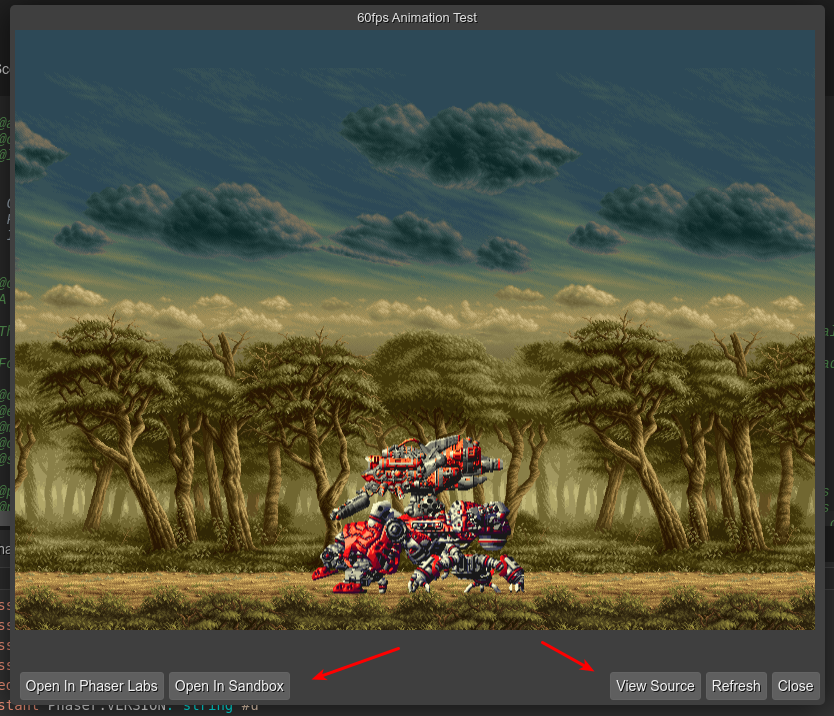 60fps Animation Test
Open In Phaser Labs
Open In Sandbox
View Source
Refresh
Close
stant Phaser.VERSION: string #u